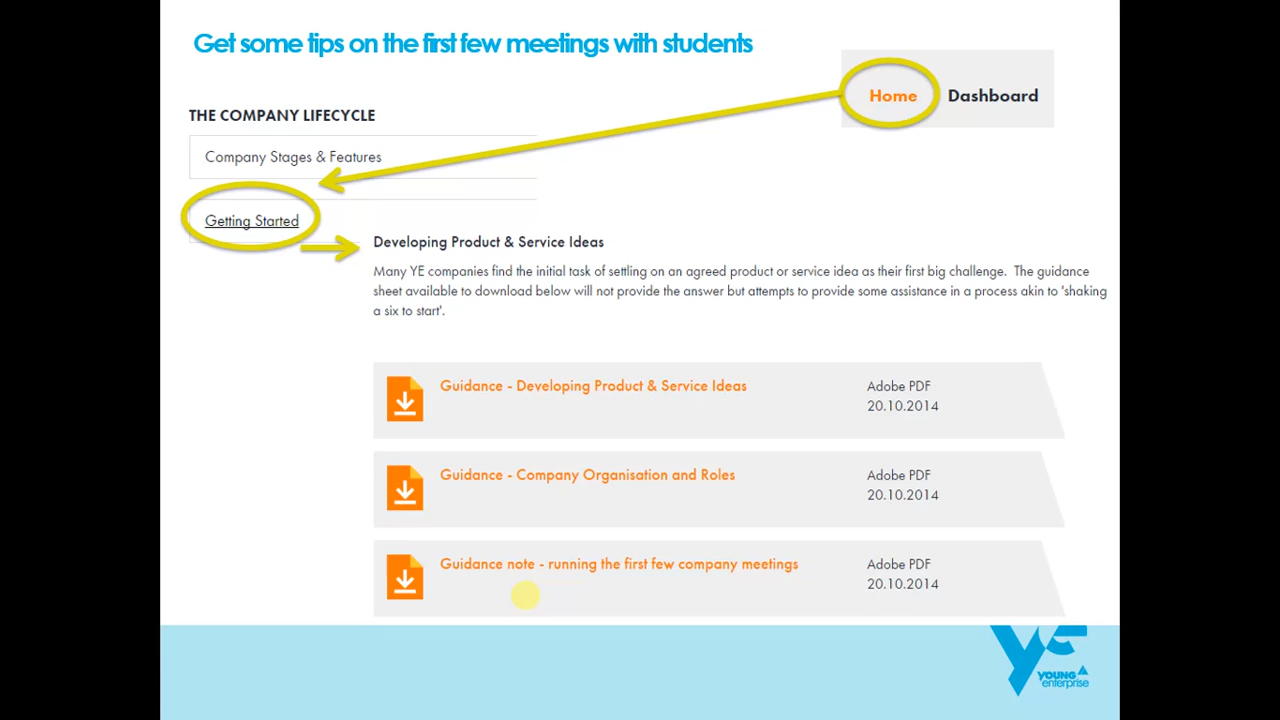 Get some tips on the first few meetings with students
Home Dashboard
THE COMPANY LIFECYCLE
Company Stages & Features
Getting Started
Developing Product & Service Ideas
Many YE companies find the initial task of settling on an agreed product or service idea as their first big challenge. The guidance
sheet available to download below will not provide the answer but attempts to provide some assistance in a process akin to 'shaking
a six to start'.
Guidance - Developing Product & Service Ideas
Adobe PDF
20.10.2014
Guidance - Company Organisation and Roles
Adobe PDF
20.10.2014
Guidance note - running the first few company meetings
Adobe PDF
20.10.2014
YE
YOUNG
enterprise